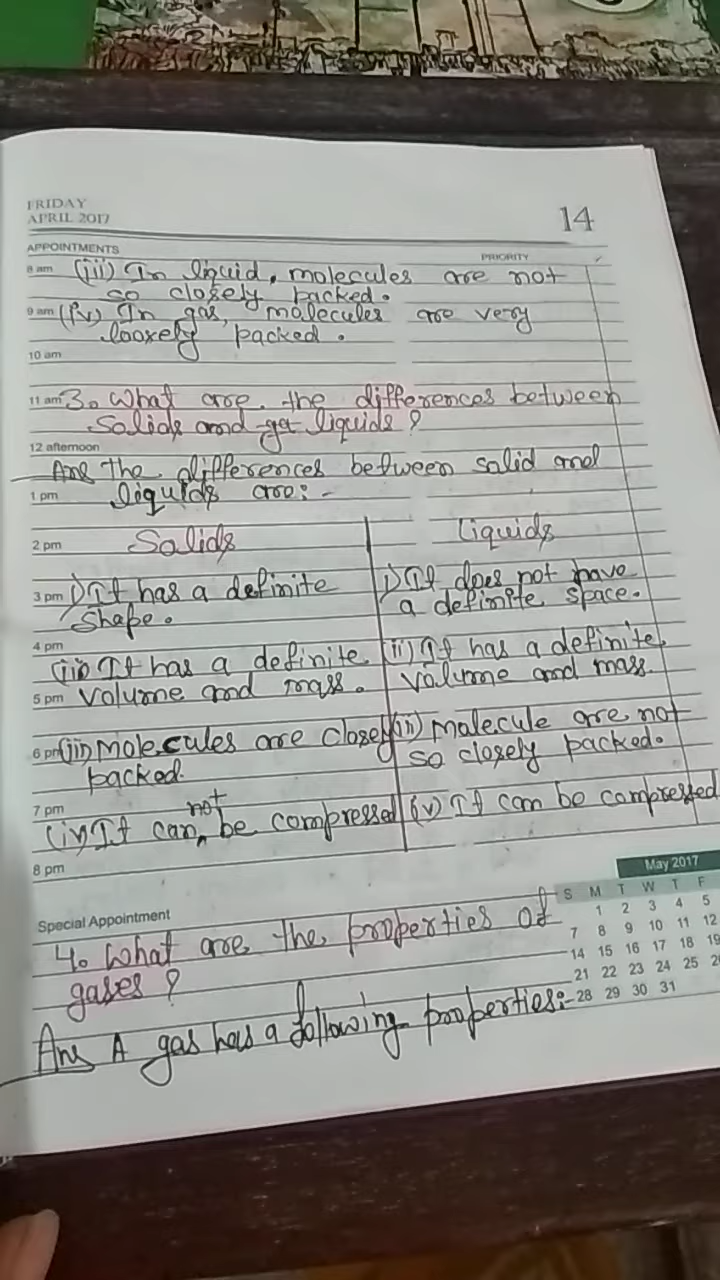 FRIDAY
APRIL 2017
14
APPOINTMENTS
PRIORITY
8 am (iii) In liquid, molecules are not
so closely packed.
9 am (iv) In gas, molecules are very
loosely packed.
10 am
11 am 3. What are the differences between
Solids and liquids?
12 afternoon
Ans The differences between solid and
1 pm liquids are:-
2 pm Solids Liquids
3 pm i) It has a definite i) It does not have
shape. a definite space.
4 pm
(ii) It has a definite (ii) It has a definite
5 pm volume and mass. volume and mass.
6 pm (iii) Molecules are closely (iii) malecule are not
packed. so closely packed.
7 pm not
(iv) It can be compressed (v) It can be compressed
8 pm
May 2017
S M T W T F
1 2 3 4 5
7 8 9 10 11 12
14 15 16 17 18 19
21 22 23 24 25
28 29 30 31
Special Appointment
4. What are the properties of
gases?
Ans A gas has a following properties:-